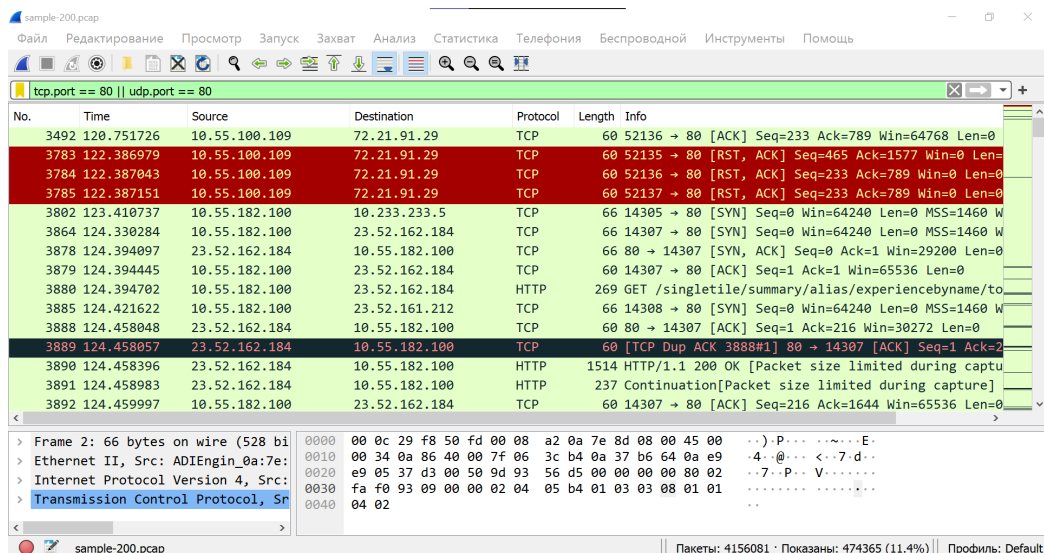 sample-200.pcap
Файл Редактирование Просмотр Запуск Захват Анализ Статистика Телефония Беспроводной Инструменты Помощь
tcp.port == 80 || udp.port == 80
No. Time Source Destination Protocol Length Info
3492 120.751726 10.55.100.109 72.21.91.29 TCP 60 52136 → 80 [ACK] Seq=233 Ack=789 Win=64768 Len=0
3783 122.386979 10.55.100.109 72.21.91.29 TCP 60 52135 → 80 [RST, ACK] Seq=465 Ack=1577 Win=0 Len=
3784 122.387043 10.55.100.109 72.21.91.29 TCP 60 52136 → 80 [RST, ACK] Seq=233 Ack=789 Win=0 Len=0
3785 122.387151 10.55.100.109 72.21.91.29 TCP 60 52137 → 80 [RST, ACK] Seq=233 Ack=789 Win=0 Len=0
3802 123.410737 10.55.182.100 10.233.233.5 TCP 66 14305 → 80 [SYN] Seq=0 Win=64240 Len=0 MSS=1460 W
3864 124.330284 10.55.182.100 23.52.162.184 TCP 66 14307 → 80 [SYN] Seq=0 Win=64240 Len=0 MSS=1460 W
3878 124.394097 23.52.162.184 10.55.182.100 TCP 66 80 → 14307 [SYN, ACK] Seq=0 Ack=1 Win=29200 Len=0
3879 124.394445 10.55.182.100 23.52.162.184 TCP 60 14307 → 80 [ACK] Seq=1 Ack=1 Win=65536 Len=0
3880 124.394702 10.55.182.100 23.52.162.184 HTTP 269 GET /singletile/summary/alias/experiencebyname/to
3885 124.421622 10.55.182.100 23.52.161.212 TCP 66 14308 → 80 [SYN] Seq=0 Win=64240 Len=0 MSS=1460 W
3888 124.458048 23.52.162.184 10.55.182.100 TCP 60 80 → 14307 [ACK] Seq=1 Ack=216 Win=30272 Len=0
3889 124.458057 23.52.162.184 10.55.182.100 TCP 60 [TCP Dup ACK 3888#1] 80 → 14307 [ACK] Seq=1 Ack=2
3890 124.458396 23.52.162.184 10.55.182.100 HTTP 1514 HTTP/1.1 200 OK [Packet size limited during captu
3891 124.458983 23.52.162.184 10.55.182.100 HTTP 237 Continuation[Packet size limited during capture]
3892 124.459997 10.55.182.100 23.52.162.184 TCP 60 14307 → 80 [ACK] Seq=216 Ack=1644 Win=65536 Len=0
Frame 2: 66 bytes on wire (528 bi
Ethernet II, Src: ADIEngin_0a:7e:
Internet Protocol Version 4, Src:
Transmission Control Protocol, Sr
0000 00 0c 29 f8 50 fd 00 08 a2 0a 7e 8d 08 00 45 00 ··)·P··· ··~···E·
0010 00 34 0a 86 40 00 7f 06 3c b4 0a 37 b6 64 0a e9 ·4··@··· <··7·d··
0020 e9 05 37 d3 00 50 9d 93 56 d5 00 00 00 00 80 02 ··7··P·· V·······
0030 fa f0 93 09 00 00 02 04 05 b4 01 03 03 08 01 01 ········ ········
0040 04 02 ··
sample-200.pcap Пакеты: 4156081 · Показаны: 474365 (11.4%) Профиль: Default